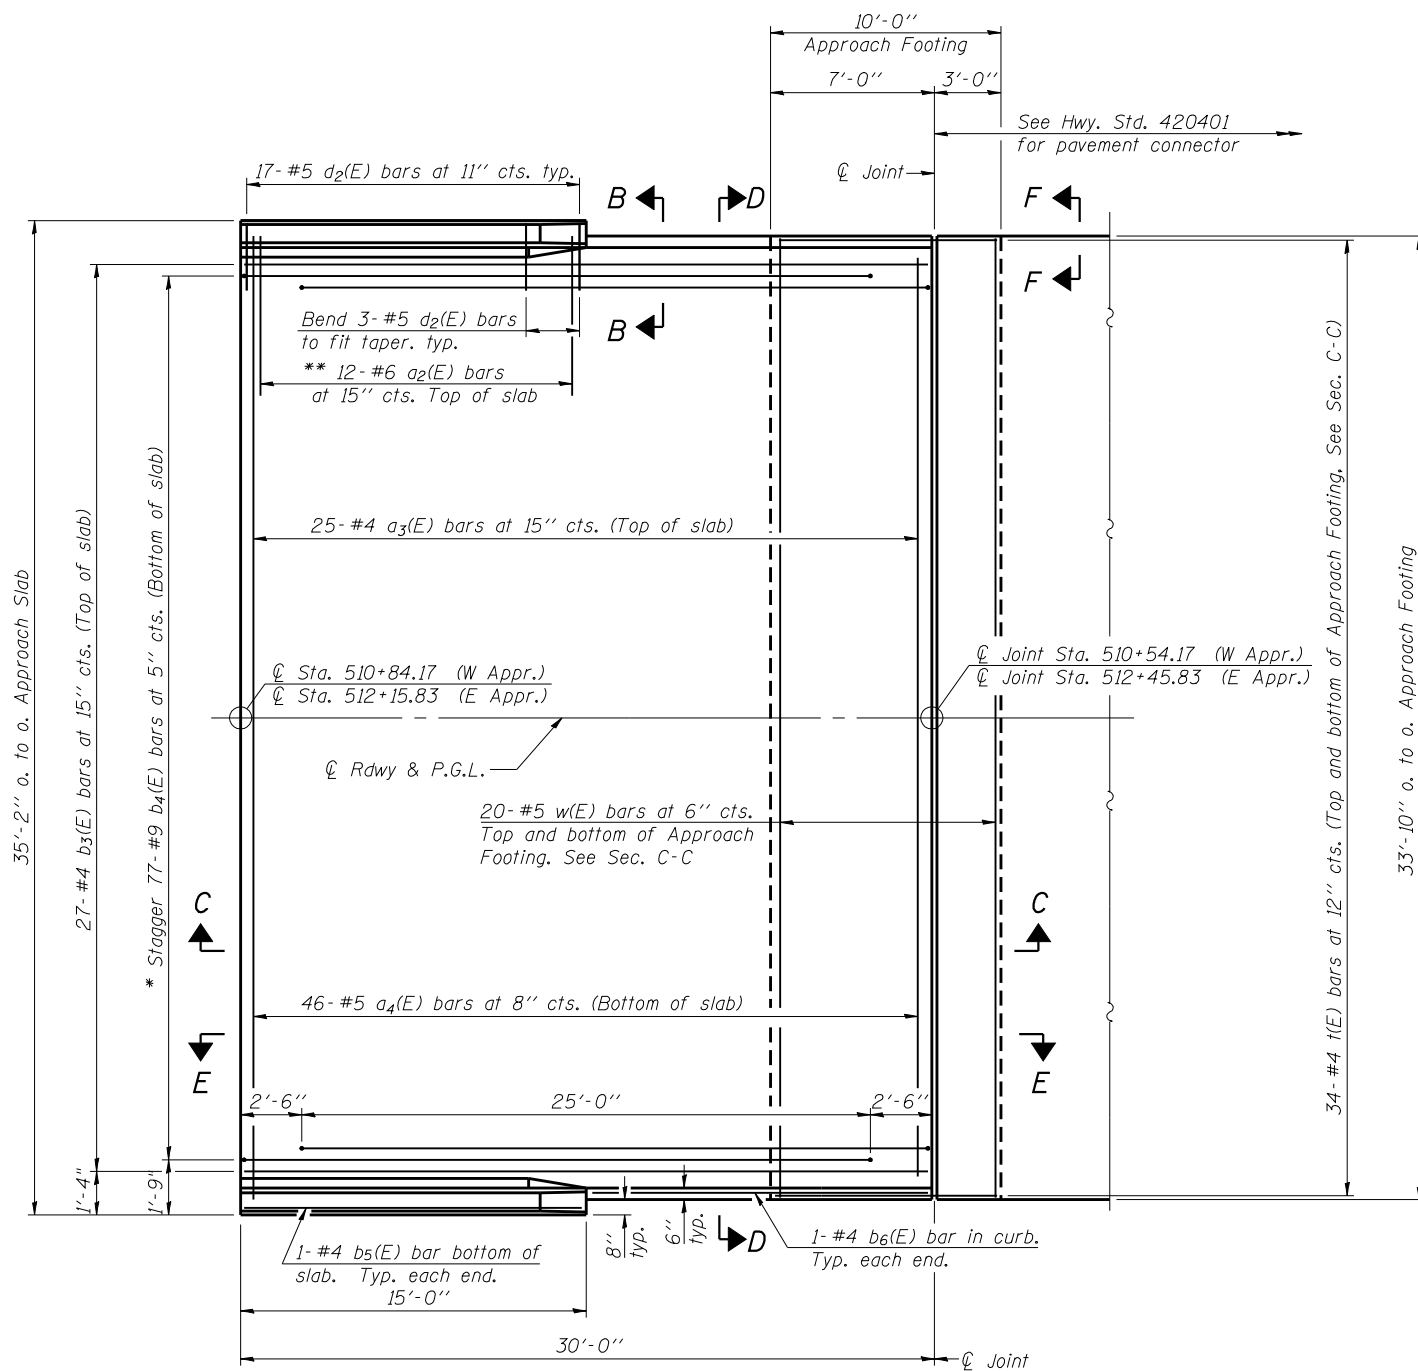 10'-0''
Approach Footing
7'-0''
3'-0''
See Hwy. Std. 420401
for pavement connector
℄ Joint
17- #5 d₂(E) bars at 11'' cts. typ.
B
D
F
F
B
Bend 3- #5 d₂(E) bars
to fit taper. typ.
** 12- #6 a₂(E) bars
at 15'' cts. Top of slab
35'-2'' o. to o. Approach Slab
27- #4 b₃(E) bars at 15'' cts. (Top of slab)
* Stagger 77- #9 b₄(E) bars at 5'' cts. (Bottom of slab)
25- #4 a₃(E) bars at 15'' cts. (Top of slab)
34- #4 t(E) bars at 12'' cts. (Top and bottom of Approach Footing. See Sec. C-C)
33'-10'' o. to o. Approach Footing
℄ Sta. 510+84.17 (W Appr.)
℄ Sta. 512+15.83 (E Appr.)
℄ Joint Sta. 510+54.17 (W Appr.)
℄ Joint Sta. 512+45.83 (E Appr.)
℄ Rdwy & P.G.L.
20- #5 w(E) bars at 6'' cts.
Top and bottom of Approach
Footing. See Sec. C-C
C
C
46- #5 a₄(E) bars at 8'' cts. (Bottom of slab)
E
E
2'-6''
25'-0''
2'-6''
1'-4"
1'-9"
8''
typ.
6''
typ.
D
1- #4 b₅(E) bar bottom of
slab. Typ. each end.
1- #4 b₆(E) bar in curb.
Typ. each end.
15'-0''
30'-0''
℄ Joint